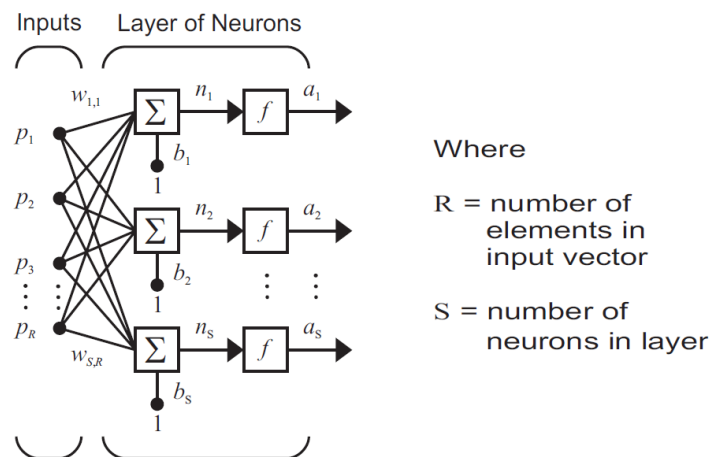 Inputs Layer of Neurons
w1,1 n1 a1
Σ f
p1
b1
1
Where
p2 n2 a2
R = number of
elements in
input vector
Σ f
p3
b2
1
S = number of
neurons in layer
pR nS aS
Σ f
wS,R
bS
1